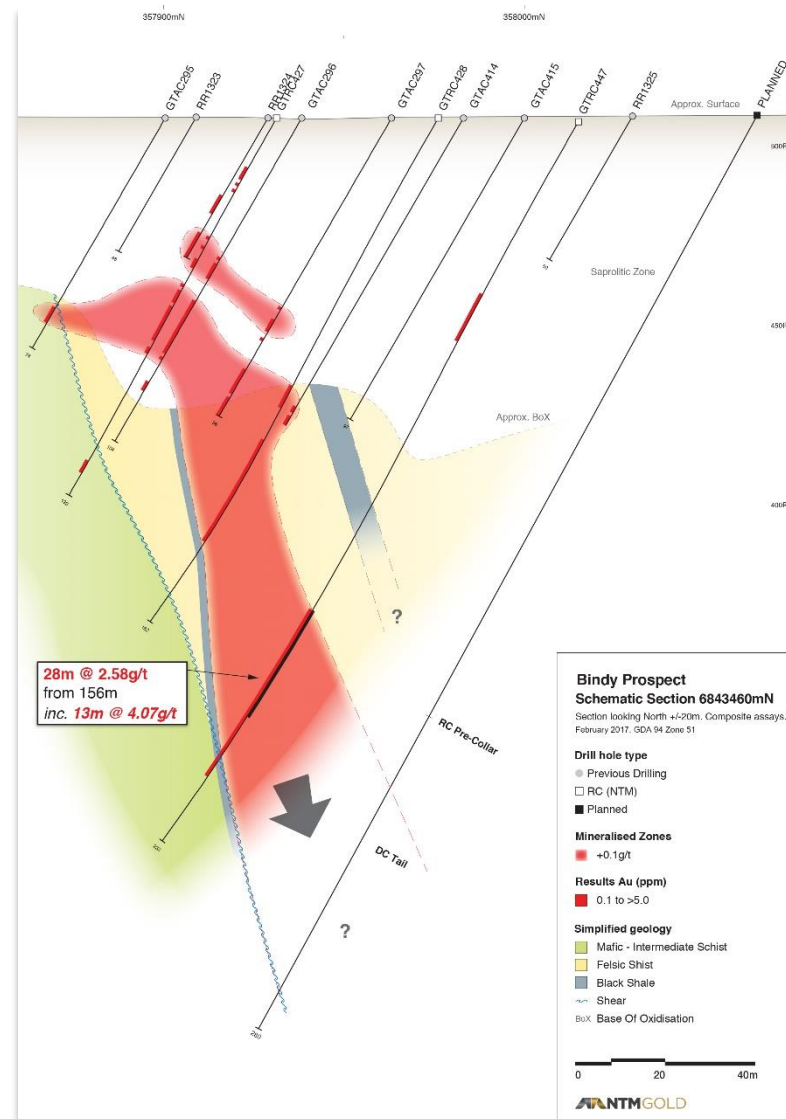 357900mN
358000mN
GTAC295
RR1323
RR1324
GTRC427
GTAC296
GTAC297
GTRC428
GTAC414
GTAC415
GTRC447
RR1325
PLANNED
Approx. Surface
Saprolitic Zone
Approx. BoX
28m @ 2.58g/t
from 156m
inc. 13m @ 4.07g/t
?
RC Pre-Collar
DC Tail
?
260
Bindy Prospect
Schematic Section 6843460mN
Section looking North +/-20m. Composite assays.
February 2017. GDA 94 Zone 51
Drill hole type
Previous Drilling
RC (NTM)
Planned
Mineralised Zones
+0.1g/t
Results Au (ppm)
0.1 to >5.0
Simplified geology
Mafic - Intermediate Schist
Felsic Shist
Black Shale
Shear
BoX Base Of Oxidisation
0 20 40m
NTMGOLD